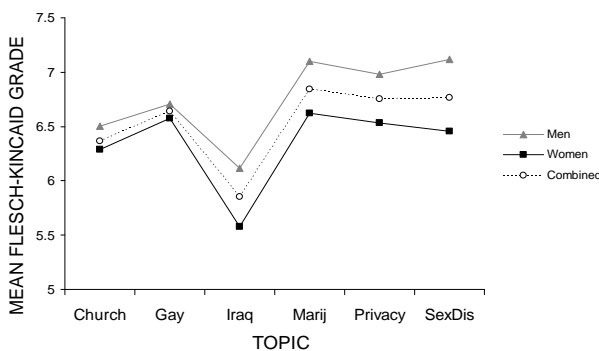 MEAN FLESCH-KINCAID GRADE
7.5
7
6.5
6
5.5
5
Church Gay Iraq Marij Privacy SexDis
TOPIC
Men
Women
Combined